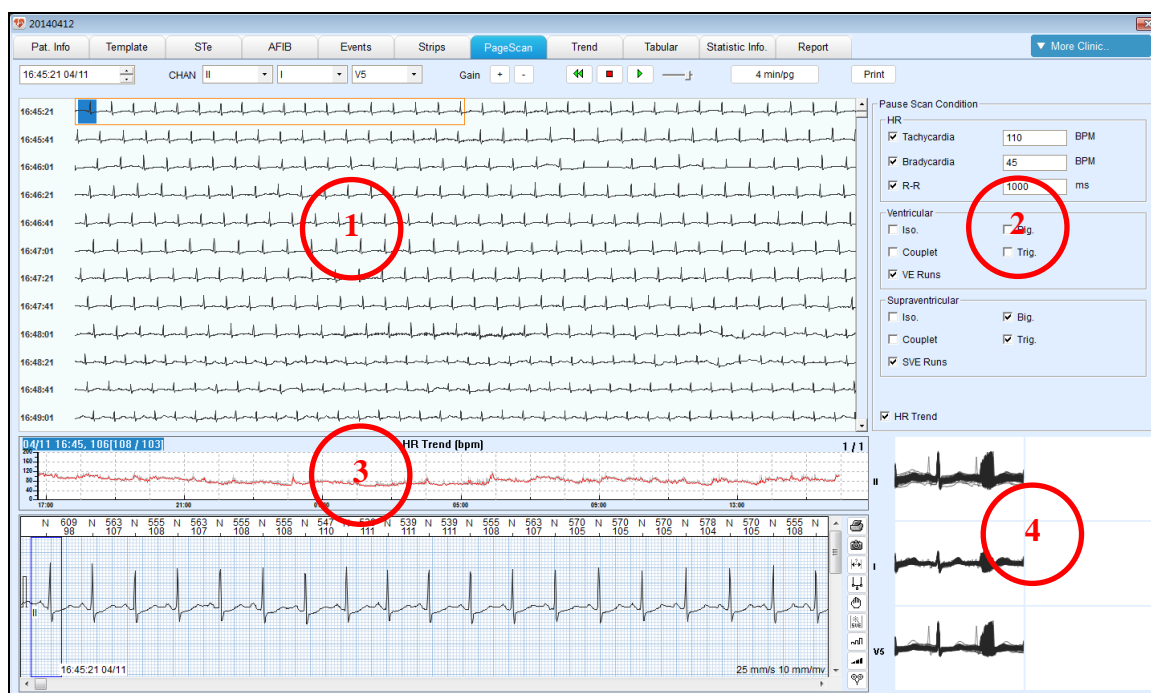 20140412
Pat. Info Template STe AFIB Events Strips PageScan Trend Tabular Statistic Info. Report More Clinic..
16:45:21 04/11 CHAN II I V5 Gain + - 4 min/pg Print
16:45:21
16:45:41
16:46:01
16:46:21
16:46:41
16:47:01
16:47:21
16:47:41
16:48:01
16:48:21
16:48:41
16:49:01
1
Pause Scan Condition
HR
Tachycardia 110 BPM
Bradycardia 45 BPM
R-R 1000 ms
Ventricular
2
Iso. Big.
Couplet Trig.
VE Runs
Supraventricular
Iso. Big.
Couplet Trig.
SVE Runs
HR Trend
04/11 16:45, 106[108 / 103] HR Trend (bpm) 1 / 1
200
160
120
80
40
0
17:00 21:00 05:00 09:00 13:00
3
N 609 N 563 N 555 N 563 N 555 N 555 N 547 N N 539 N 539 N 555 N 563 N 570 N 570 N 570 N 578 N 570 N 555 N
98 107 108 107 108 108 110 111 111 108 107 105 105 105 104 105 108
II
16:45:21 04/11 25 mm/s 10 mm/mv
SVE
II
I
V5
4